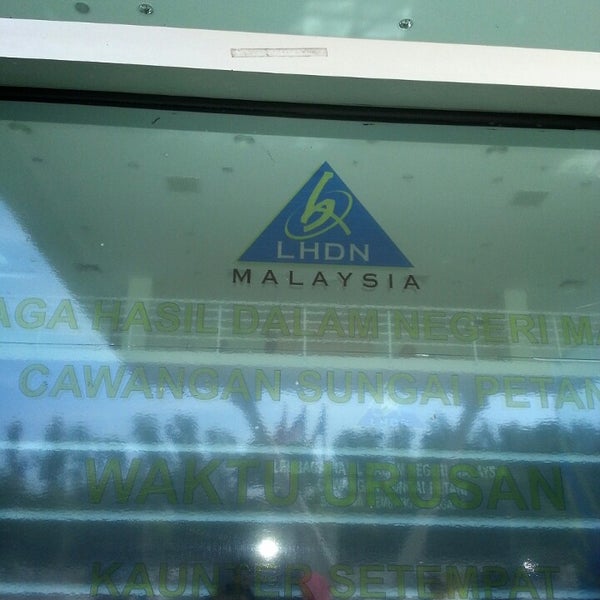 LHDN
MALAYSIA
AGA HASIL DALAM NEGERI MA
CAWANGAN SUNGAI PETAN
WAKTU URUSAN
KAUNTER SETEMPAT